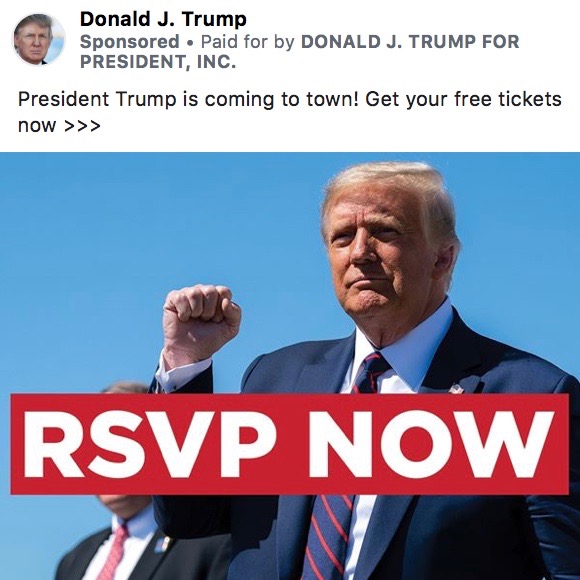 Donald J. Trump
Sponsored • Paid for by DONALD J. TRUMP FOR
PRESIDENT, INC.
President Trump is coming to town! Get your free tickets
now >>>
RSVP NOW